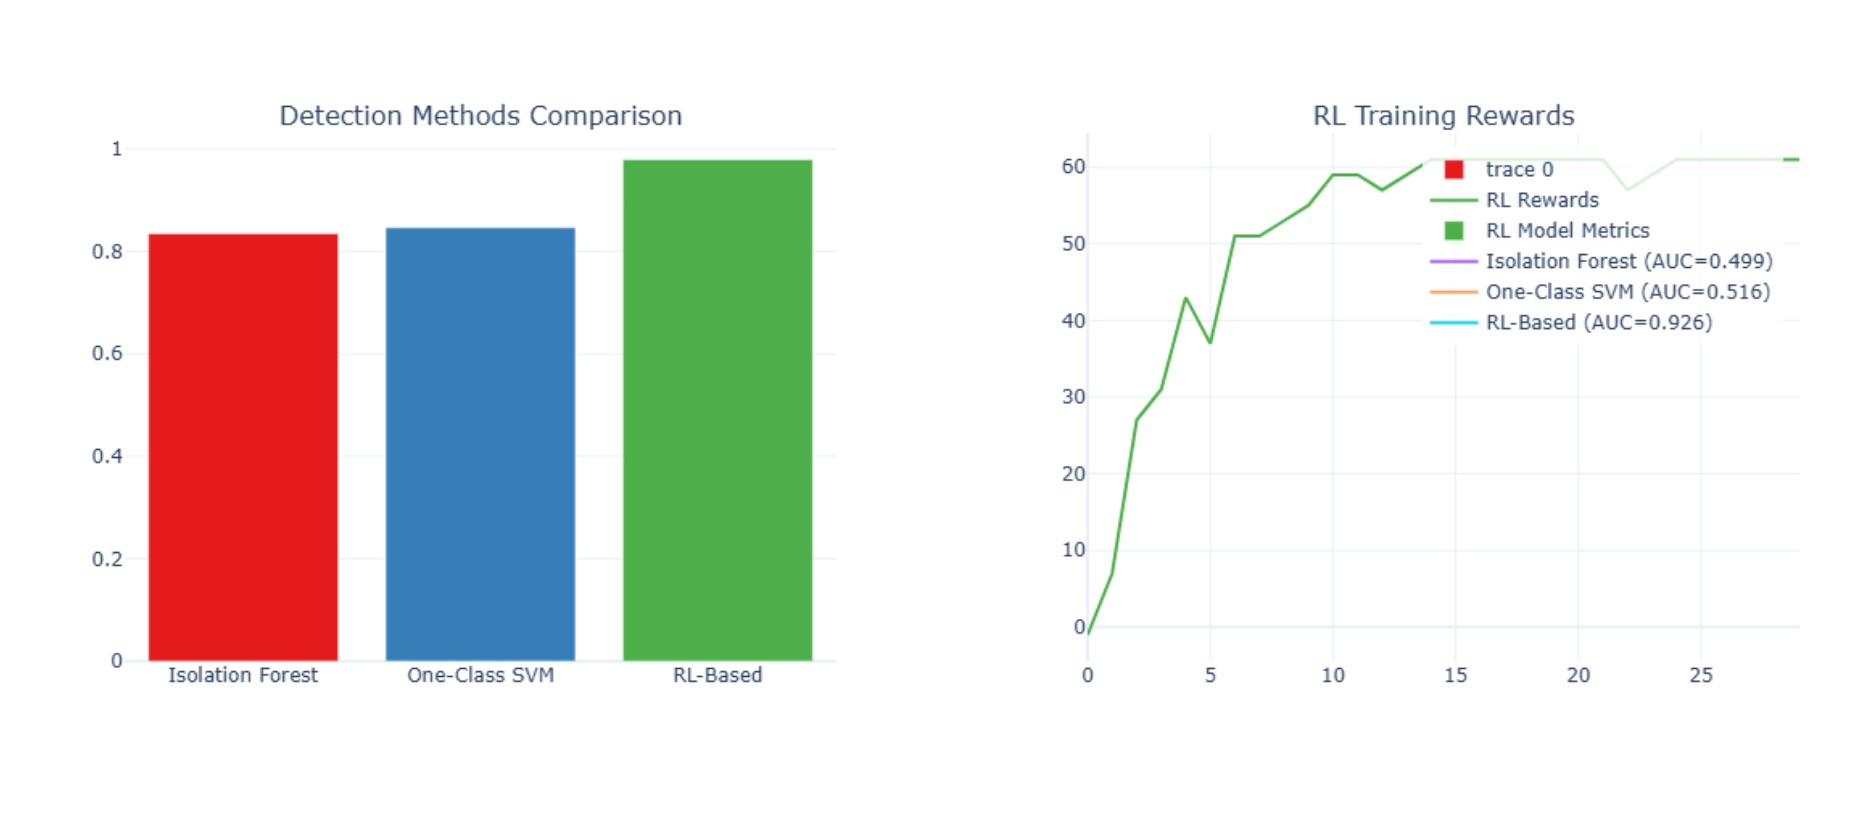 Detection Methods Comparison
1
0.8
0.6
0.4
0.2
0
Isolation Forest
One-Class SVM
RL-Based
RL Training Rewards
60
50
40
30
20
10
0
0
5
10
15
20
25
trace 0
RL Rewards
RL Model Metrics
Isolation Forest (AUC=0.499)
One-Class SVM (AUC=0.516)
RL-Based (AUC=0.926)